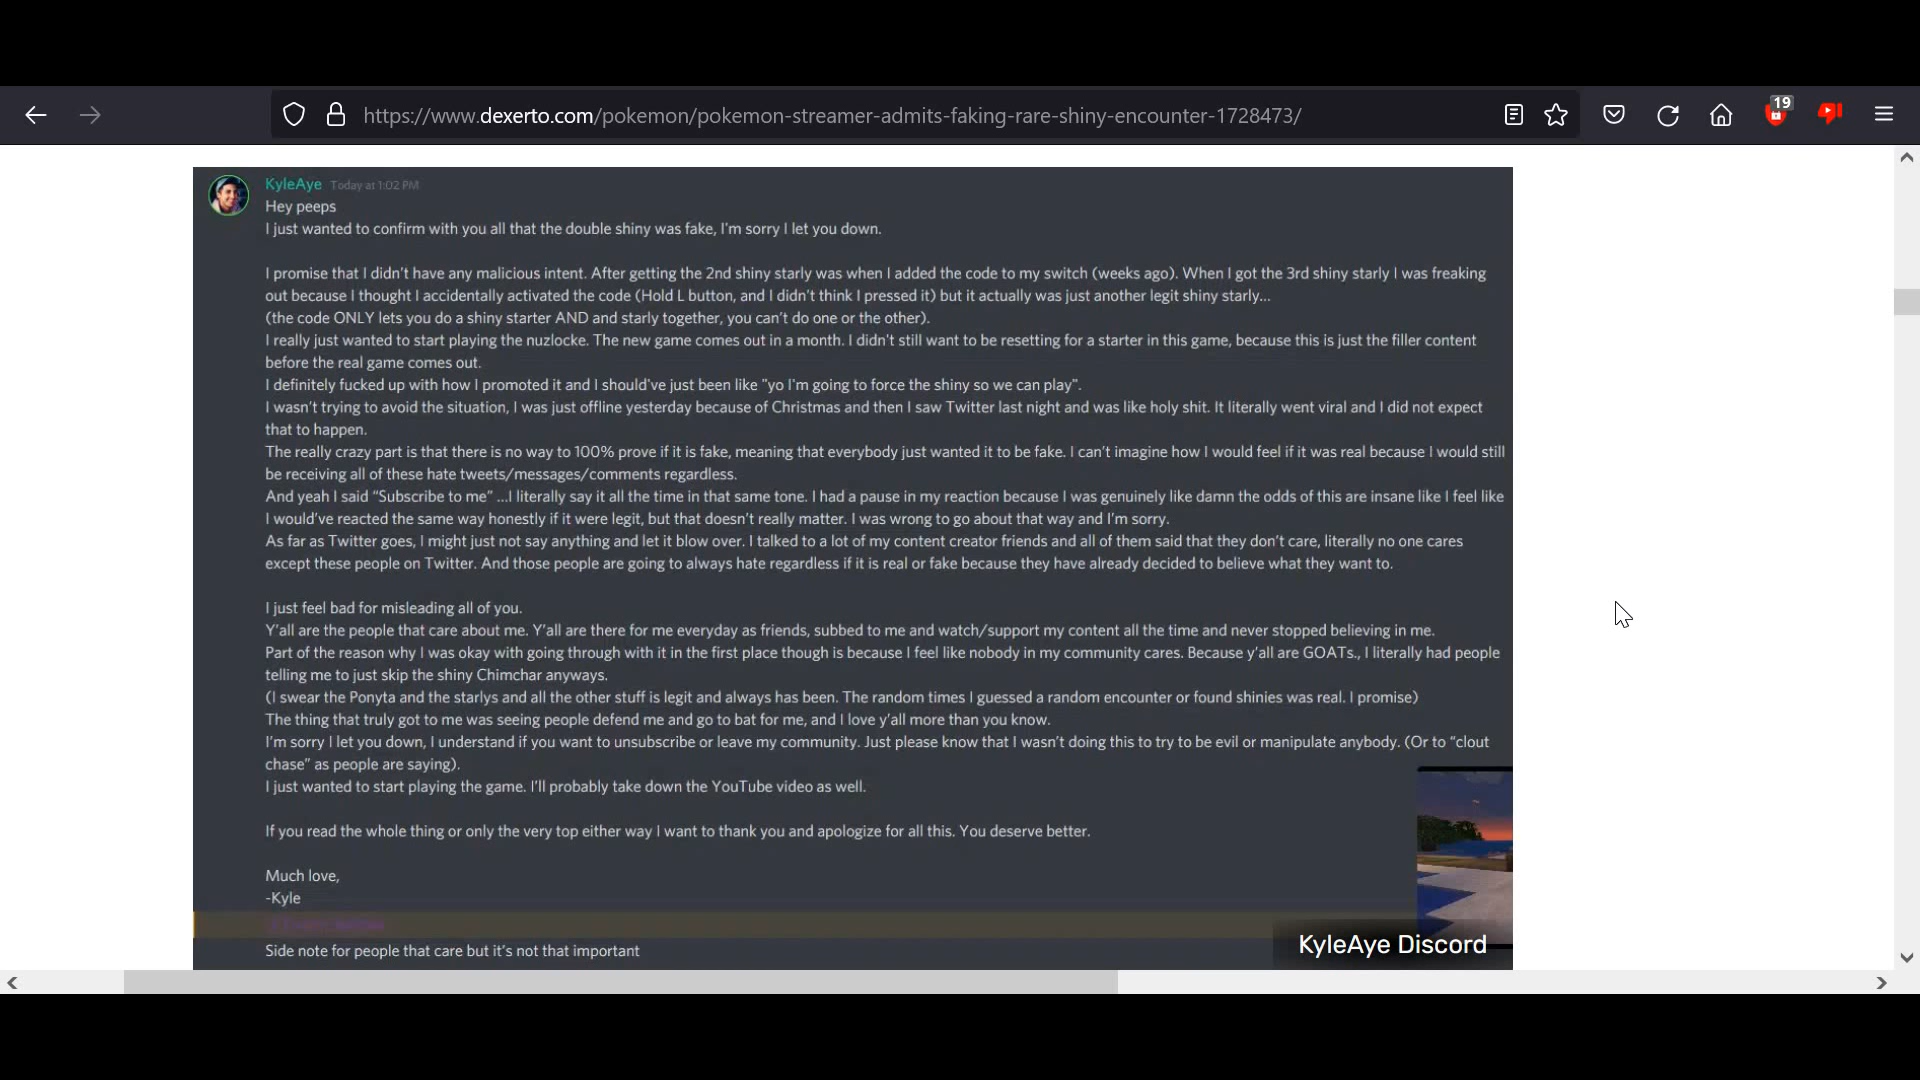 19
https://www.dexerto.com/pokemon/pokemon-streamer-admits-faking-rare-shiny-encounter-1728473/
KyleAye Today at 1:02 PM
Hey peeps
I just wanted to confirm with you all that the double shiny was fake, I'm sorry I let you down.
I promise that I didn't have any malicious intent. After getting the 2nd shiny starly was when I added the code to my switch (weeks ago). When I got the 3rd shiny starly I was freaking
out because I thought I accidentally activated the code (Hold L button, and I didn't think I pressed it) but it actually was just another legit shiny starly...
(the code ONLY lets you do a shiny starter AND and starly together, you can't do one or the other).
I really just wanted to start playing the nuzlocke. The new game comes out in a month. I didn't still want to be resetting for a starter in this game, because this is just the filler content
before the real game comes out.
I definitely fucked up with how I promoted it and I should've just been like "yo I'm going to force the shiny so we can play".
I wasn't trying to avoid the situation, I was just offline yesterday because of Christmas and then I saw Twitter last night and was like holy shit. It literally went viral and I did not expect
that to happen.
The really crazy part is that there is no way to 100% prove if it is fake, meaning that everybody just wanted it to be fake. I can't imagine how I would feel if it was real because I would still
be receiving all of these hate tweets/messages/comments regardless.
And yeah I said "Subscribe to me" ...I literally say it all the time in that same tone. I had a pause in my reaction because I was genuinely like damn the odds of this are insane like I feel like
I would've reacted the same way honestly if it were legit, but that doesn't really matter. I was wrong to go about that way and I'm sorry.
As far as Twitter goes, I might just not say anything and let it blow over. I talked to a lot of my content creator friends and all of them said that they don't care, literally no one cares
except these people on Twitter. And those people are going to always hate regardless if it is real or fake because they have already decided to believe what they want to.
I just feel bad for misleading all of you.
Y'all are the people that care about me. Y'all are there for me everyday as friends, subbed to me and watch/support my content all the time and never stopped believing in me.
Part of the reason why I was okay with going through with it in the first place though is because I feel like nobody in my community cares. Because y'all are GOATs., I literally had people
telling me to just skip the shiny Chimchar anyways.
(I swear the Ponyta and the starlys and all the other stuff is legit and always has been. The random times I guessed a random encounter or found shinies was real. I promise)
The thing that truly got to me was seeing people defend me and go to bat for me, and I love y'all more than you know.
I'm sorry I let you down, I understand if you want to unsubscribe or leave my community. Just please know that I wasn't doing this to try to be evil or manipulate anybody. (Or to "clout
chase" as people are saying).
I just wanted to start playing the game. I'll probably take down the YouTube video as well.
If you read the whole thing or only the very top either way I want to thank you and apologize for all this. You deserve better.
Much love,
-Kyle
Side note for people that care but it's not that important
KyleAye Discord